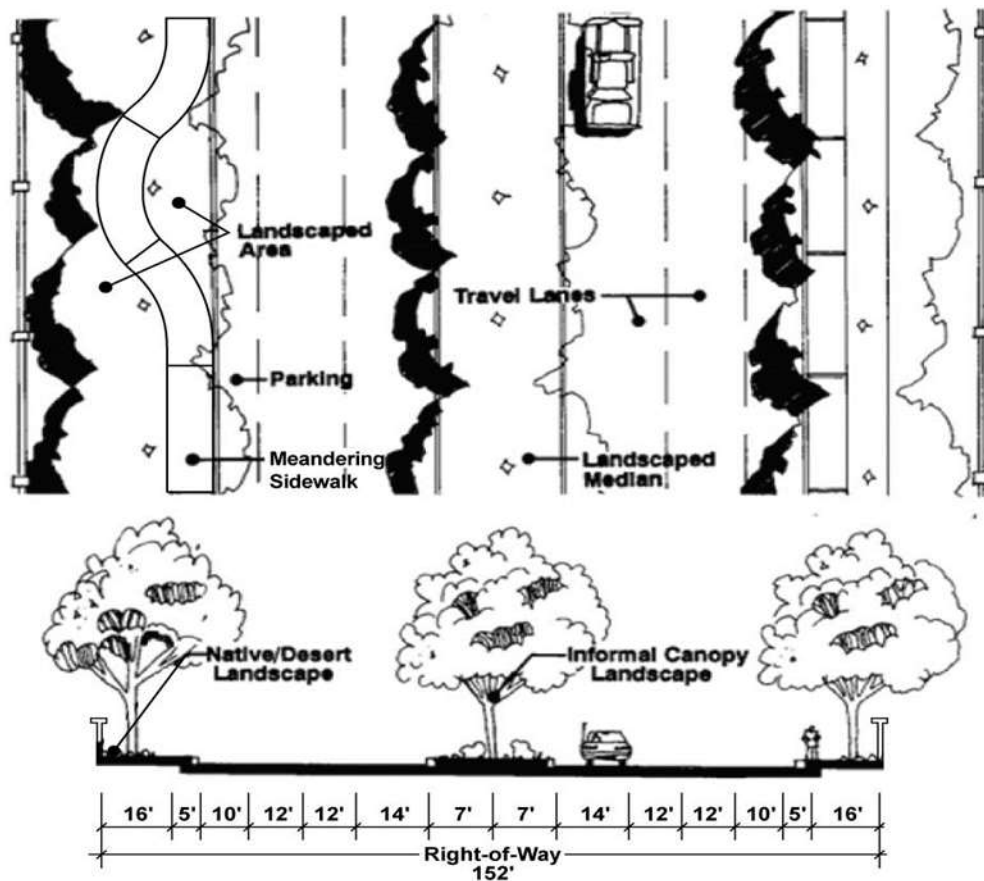 Landscaped
Area
Travel Lanes
Parking
Meandering
Sidewalk
Landscaped
Median
Native/Desert
Landscape
Informal Canopy
Landscape
16' 5' 10' 12' 12' 14' 7' 7' 14' 12' 12' 10' 5' 16'
Right-of-Way
152'